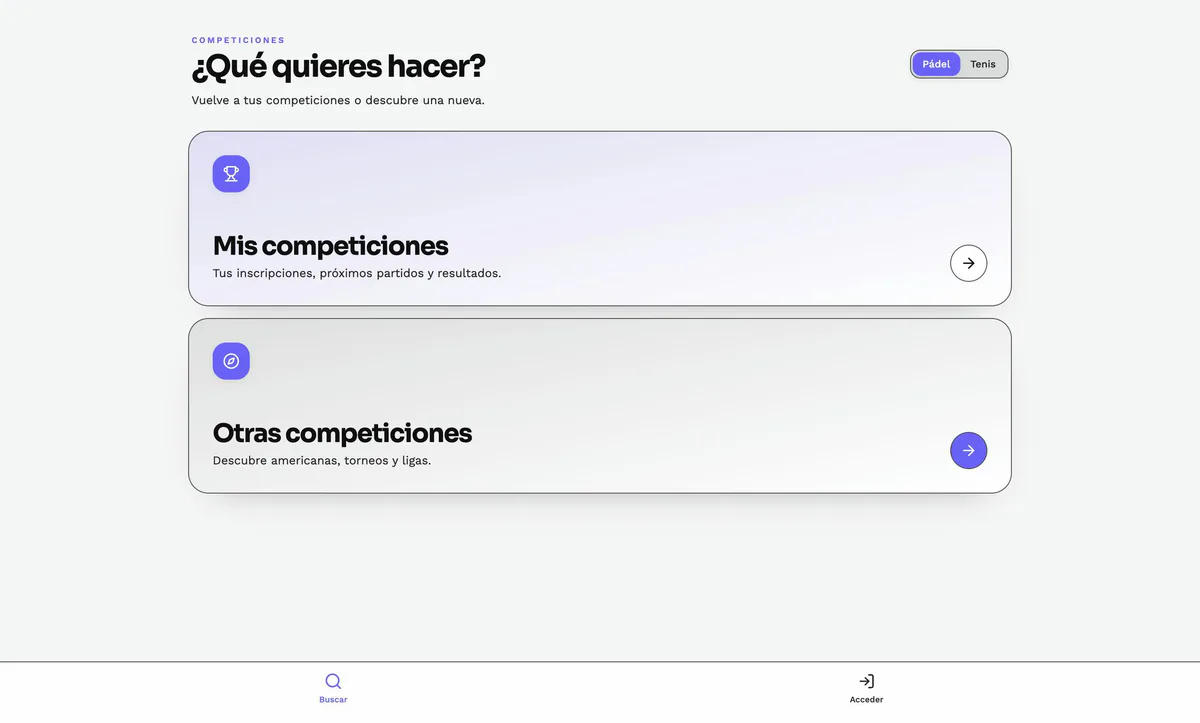 COMPETICIONES
¿Qué quieres hacer?
Vuelve a tus competiciones o descubre una nueva.
Pádel
Tenis
Mis competiciones
Tus inscripciones, próximos partidos y resultados.
Otras competiciones
Descubre americanas, torneos y ligas.
Buscar
Acceder